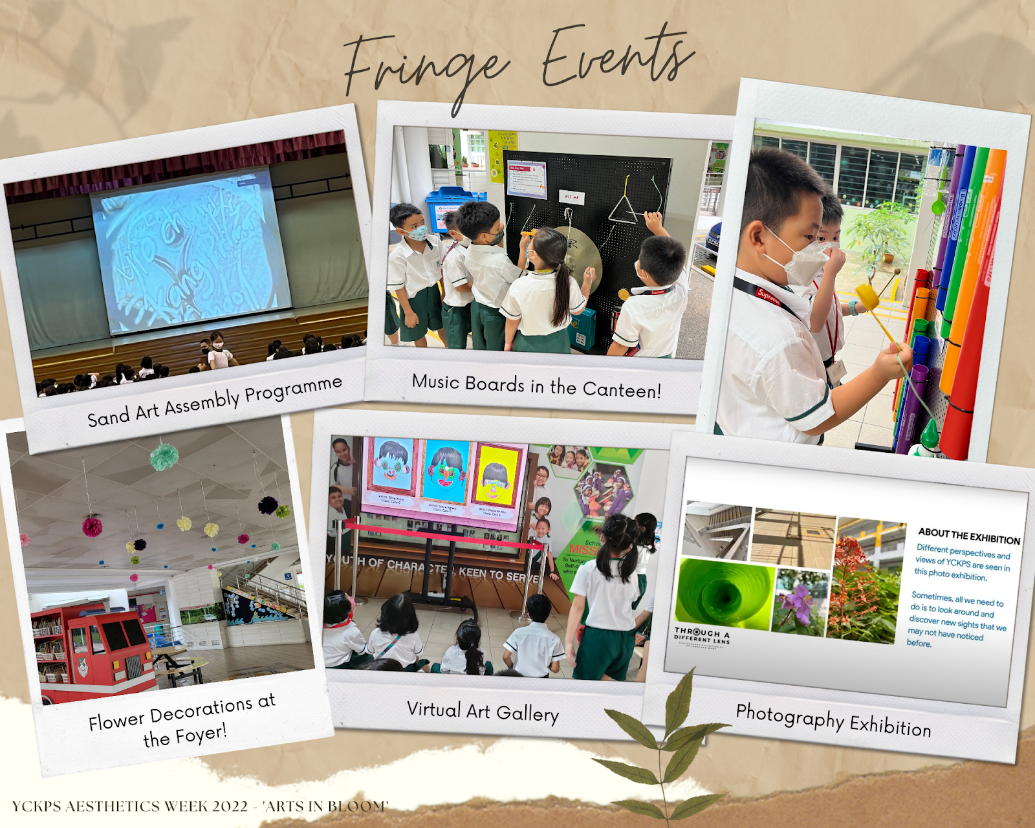 Fringe Events
Sand Art Assembly Programme
Music Boards in the Canteen!
Supreme
YOUTH OF CHARACTER, KEEN TO SERVE
MISS
Flower Decorations at
the Foyer!
Virtual Art Gallery
THROUGH A
DIFFERENT LENS
ABOUT THE EXHIBITION
Different perspectives and
views of YCKPS are seen in
this photo exhibition.
Sometimes, all we need to
do is to look around and
discover new sights that we
may not have noticed
before.
Photography Exhibition
YCKPS AESTHETICS WEEK 2022 - 'ARTS IN BLOOM'